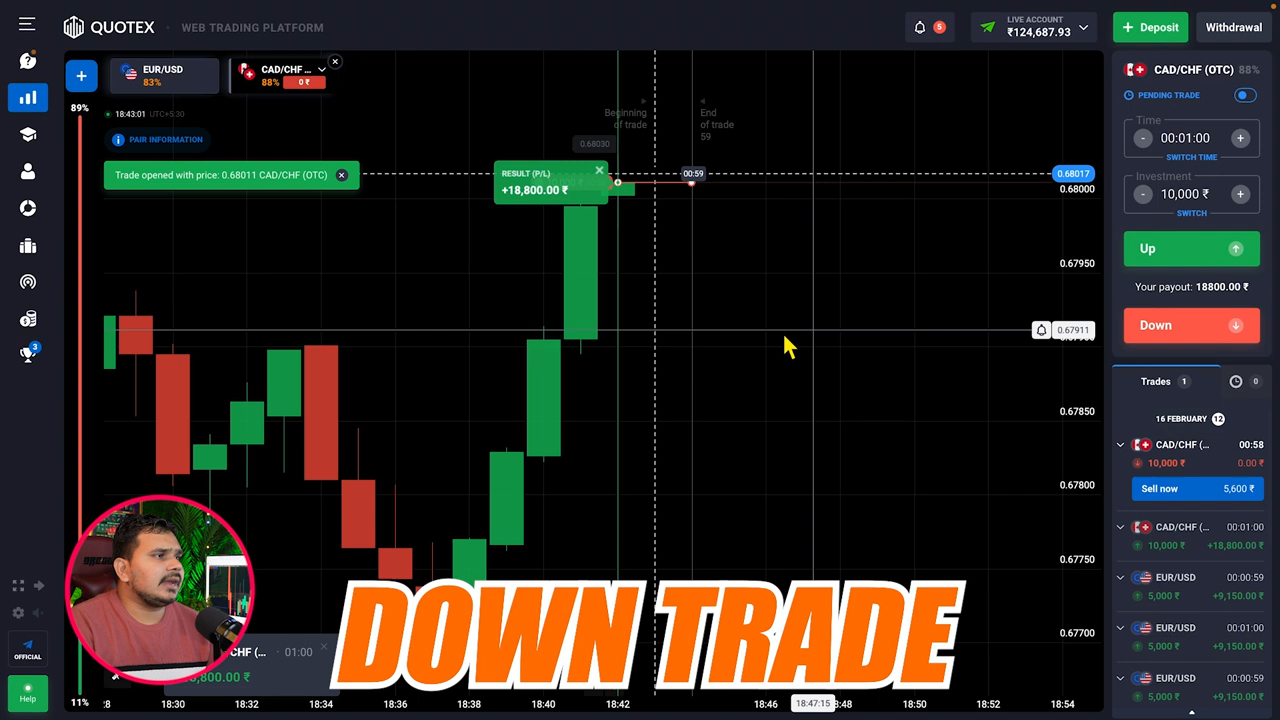 QUOTEX
WEB TRADING PLATFORM
5
LIVE ACCOUNT
₹124,687.93
+ Deposit
Withdrawal
+
EUR/USD
83%
CAD/CHF ...
88%
0 ₹
89%
18:43:01 UTC+5:30
PAIR INFORMATION
Trade opened with price: 0.68011 CAD/CHF (OTC)
Beginning
of trade
End
of trade
59
0.68030
RESULT (P/L)
+18,800.00 ₹
00:59
0.68017
0.68000
0.67950
0.67911
0.67850
0.67800
0.67750
0.67700
CAD/CHF (OTC) 88%
PENDING TRADE
Time
- 00:01:00 +
SWITCH TIME
Investment
- 10,000 ₹ +
SWITCH
Up
Your payout: 18800.00 ₹
Down
Trades 1
0
16 FEBRUARY 12
CAD/CHF (... 00:58
10,000 ₹ 0.00 ₹
Sell now 5,600 ₹
CAD/CHF (... 00:01:00
10,000 ₹ +18,800.00 ₹
EUR/USD 00:00:59
5,000 ₹ +9,150.00 ₹
EUR/USD 00:01:00
5,000 ₹ +9,150.00 ₹
EUR/USD 00:00:59
5,000 ₹ +9,150.00 ₹
3
OFFICIAL
Help
HF (... 01:00
,800.00 ₹
DOWN TRADE
11%
:8
18:30
18:32
18:34
18:36
18:38
18:40
18:42
18:46
18:47:15
18:48
18:50
18:52
18:54